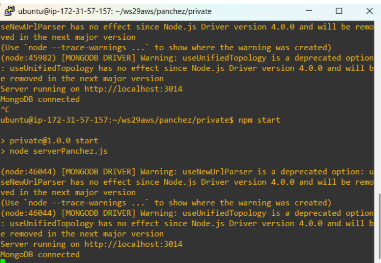 ubuntu@ip-172-31-57-157: ~/ws29aws/panchez/private
seNewUrlParser has no effect since Node.js Driver version 4.0.0 and will be remo
ved in the next major version
(Use `node --trace-warnings ...` to show where the warning was created)
(node:45982) [MONGODB DRIVER] Warning: useUnifiedTopology is a deprecated option
: useUnifiedTopology has no effect since Node.js Driver version 4.0.0 and will b
e removed in the next major version
Server running on http://localhost:3014
MongoDB connected
^C
ubuntu@ip-172-31-57-157:~/ws29aws/panchez/private$ npm start
> private@1.0.0 start
> node serverPanchez.js
(node:46044) [MONGODB DRIVER] Warning: useNewUrlParser is a deprecated option: u
seNewUrlParser has no effect since Node.js Driver version 4.0.0 and will be remo
ved in the next major version
(Use `node --trace-warnings ...` to show where the warning was created)
(node:46044) [MONGODB DRIVER] Warning: useUnifiedTopology is a deprecated option
: useUnifiedTopology has no effect since Node.js Driver version 4.0.0 and will b
e removed in the next major version
Server running on http://localhost:3014
MongoDB connected